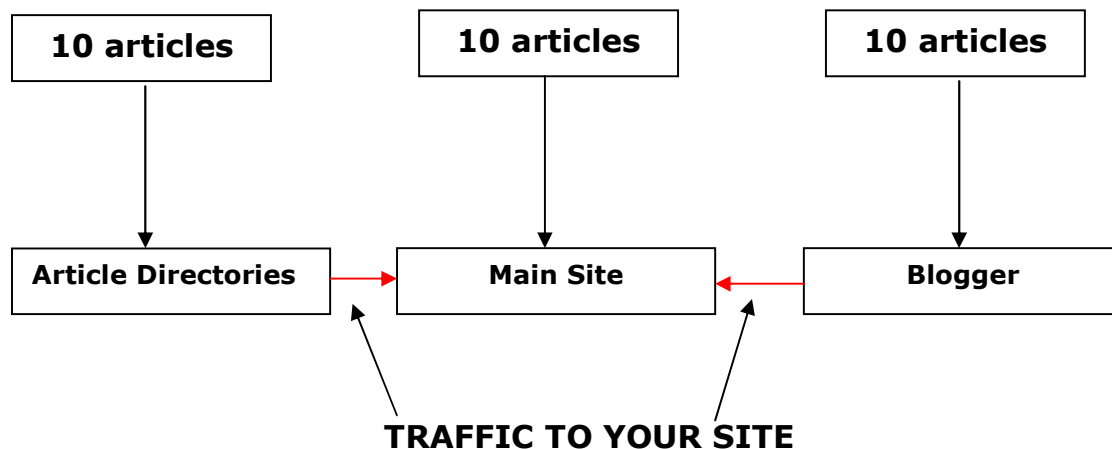 10 articles
10 articles
10 articles
Article Directories
Main Site
Blogger
TRAFFIC TO YOUR SITE